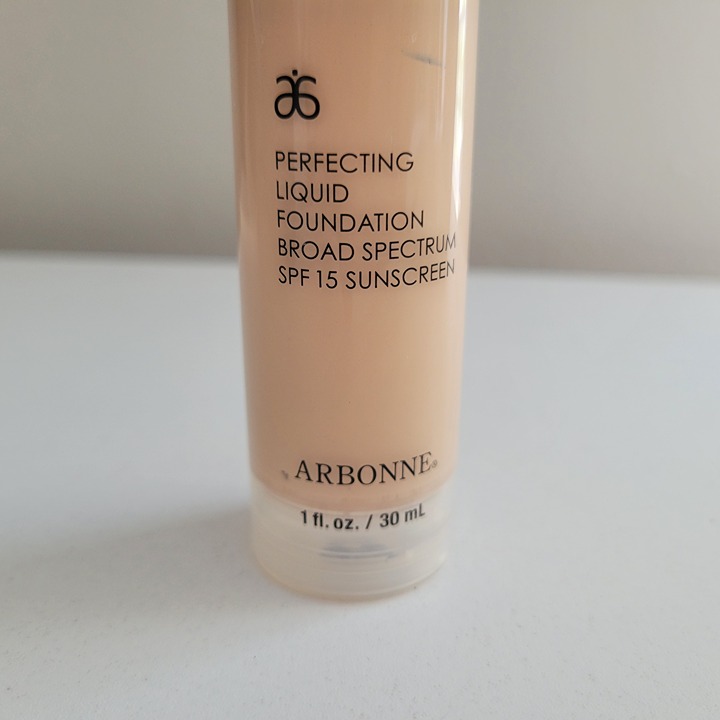 PERFECTING
LIQUID
FOUNDATION
BROAD SPECTRUM
SPF 15 SUNSCREEN
ARBONNE®
1 fl. oz. / 30 mL